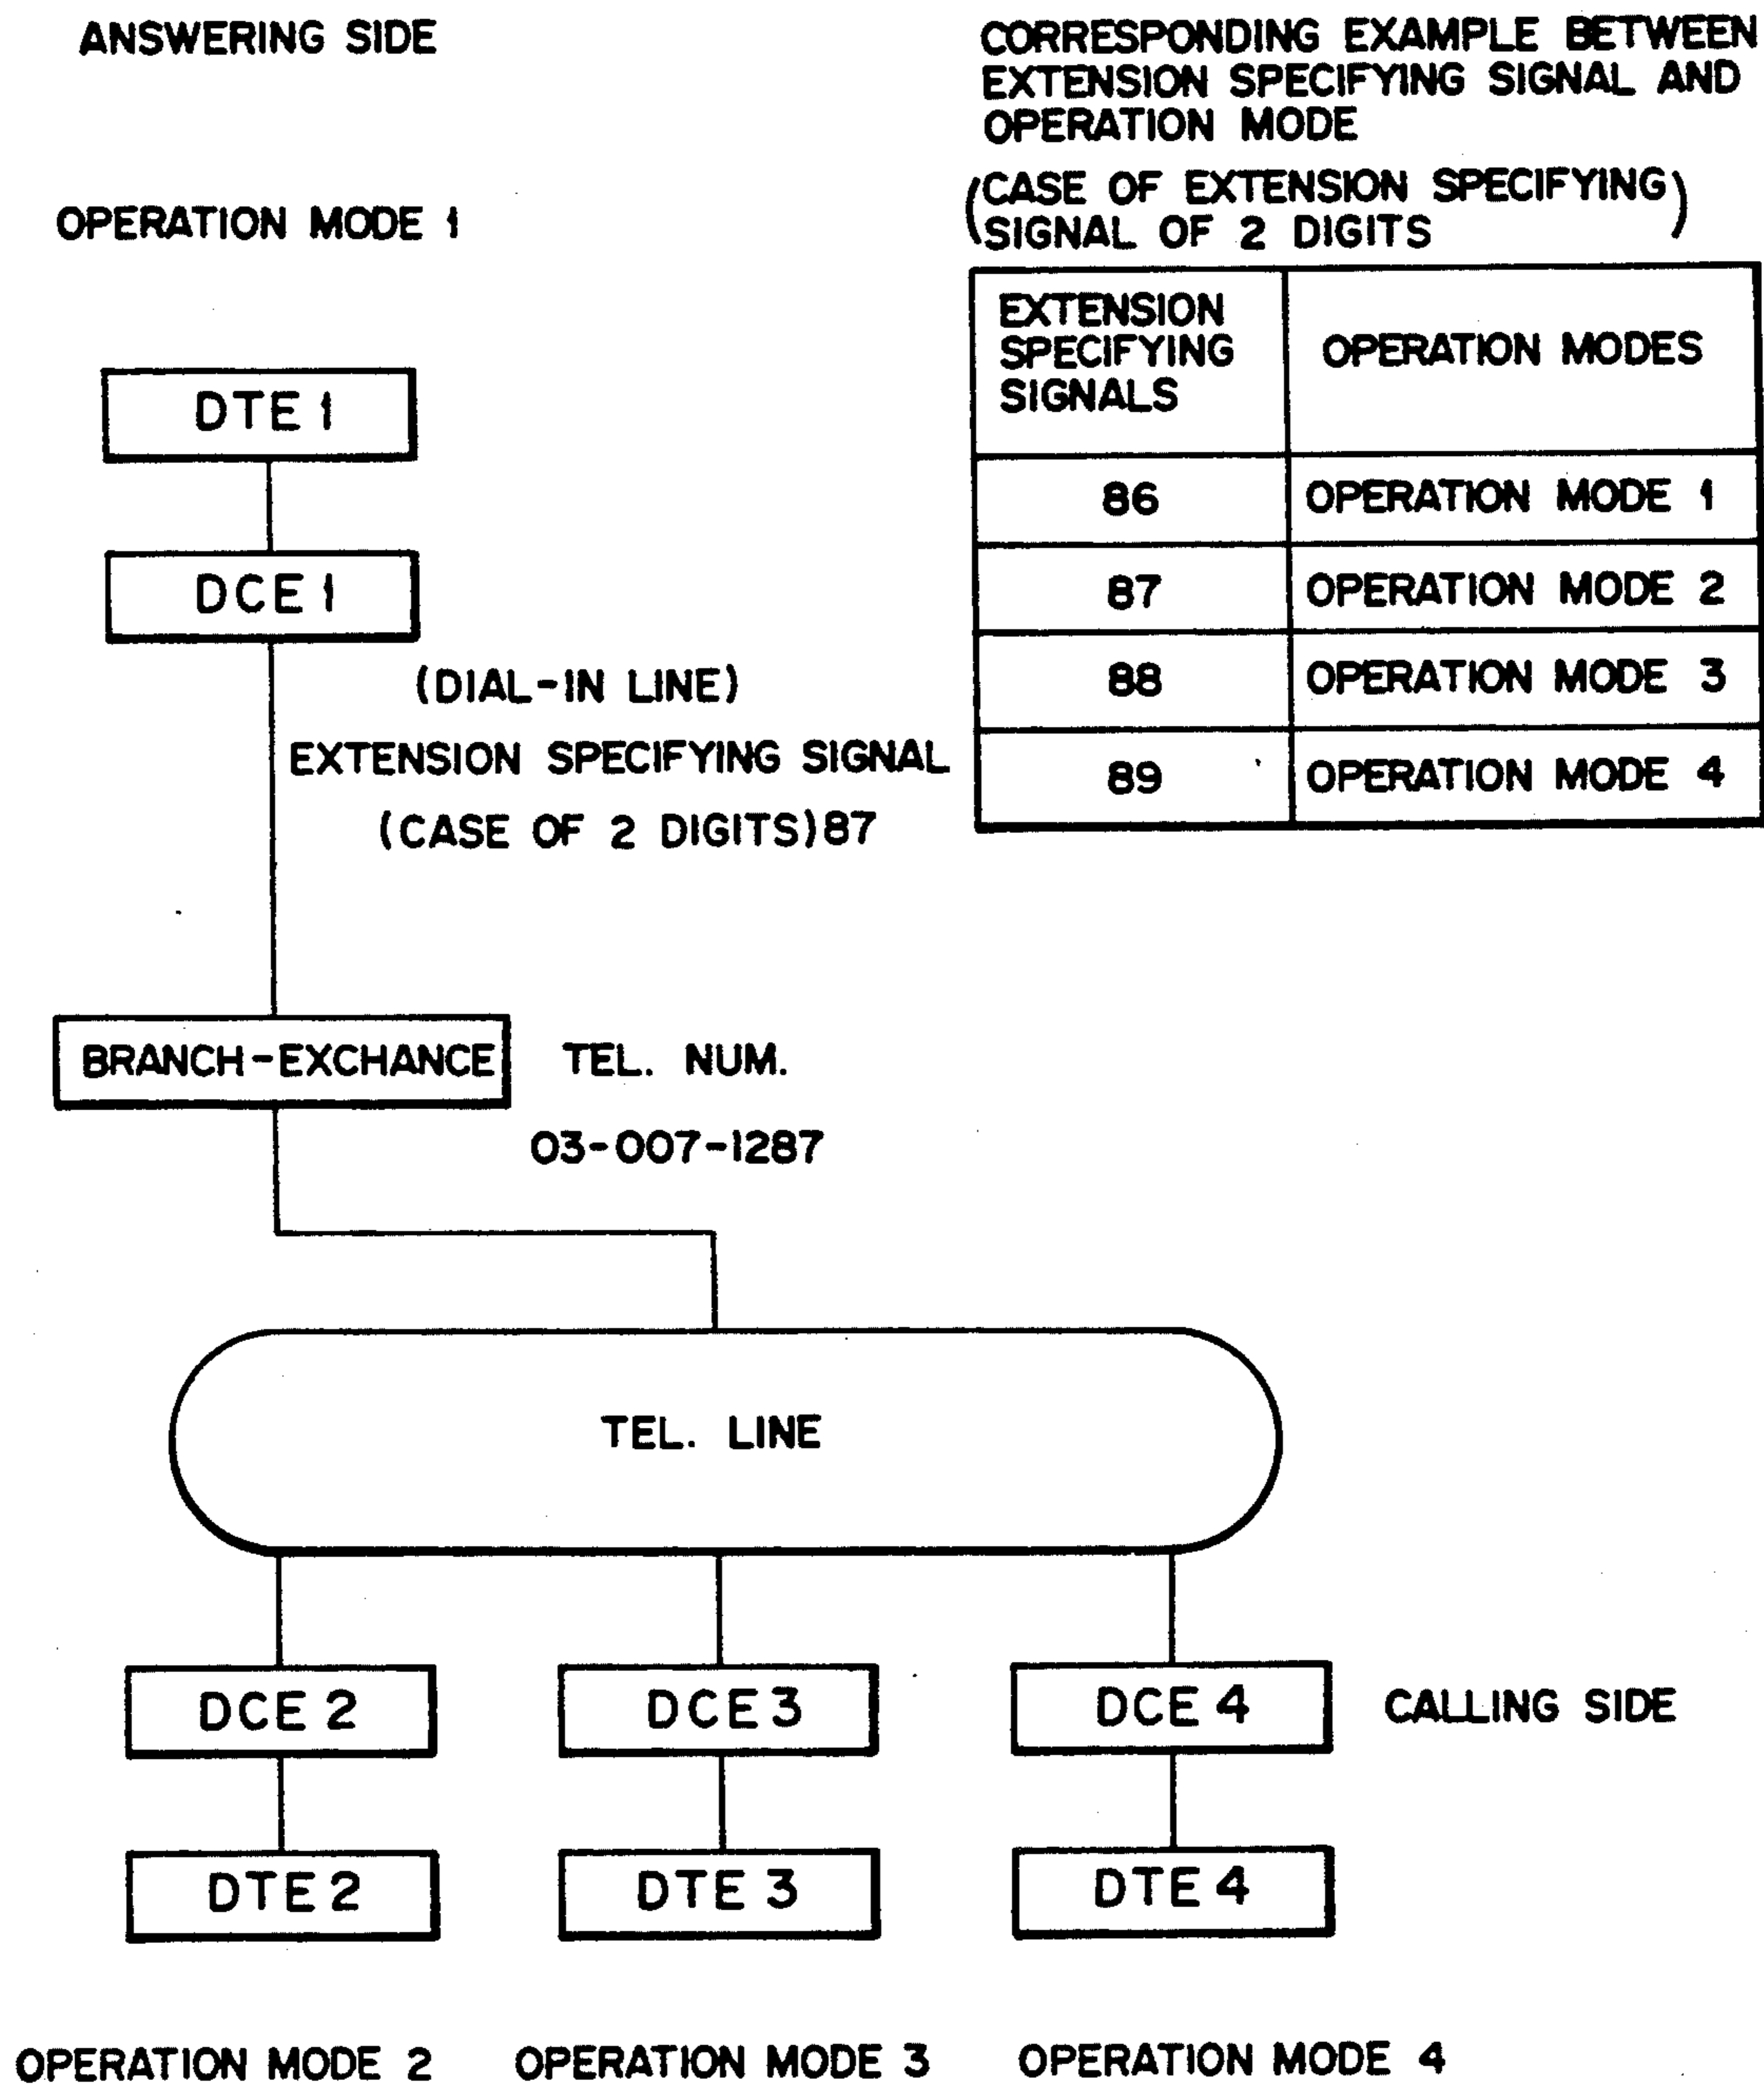 ANSWERING SIDE
OPERATION MODE 1
DTE 1
DCE 1
(DIAL-IN LINE)
EXTENSION SPECIFYING SIGNAL
(CASE OF 2 DIGITS)87
BRANCH-EXCHANCE
TEL. NUM.
03-007-1287
TEL. LINE
DCE 2
DCE 3
DCE 4
CALLING SIDE
DTE 2
DTE 3
DTE 4
OPERATION MODE 2
OPERATION MODE 3
OPERATION MODE 4
CORRESPONDING EXAMPLE BETWEEN
EXTENSION SPECIFYING SIGNAL AND
OPERATION MODE
(CASE OF EXTENSION SPECIFYING
SIGNAL OF 2 DIGITS)
EXTENSION
SPECIFYING
SIGNALS
OPERATION MODES
86 OPERATION MODE 1
87 OPERATION MODE 2
88 OPERATION MODE 3
89 OPERATION MODE 4